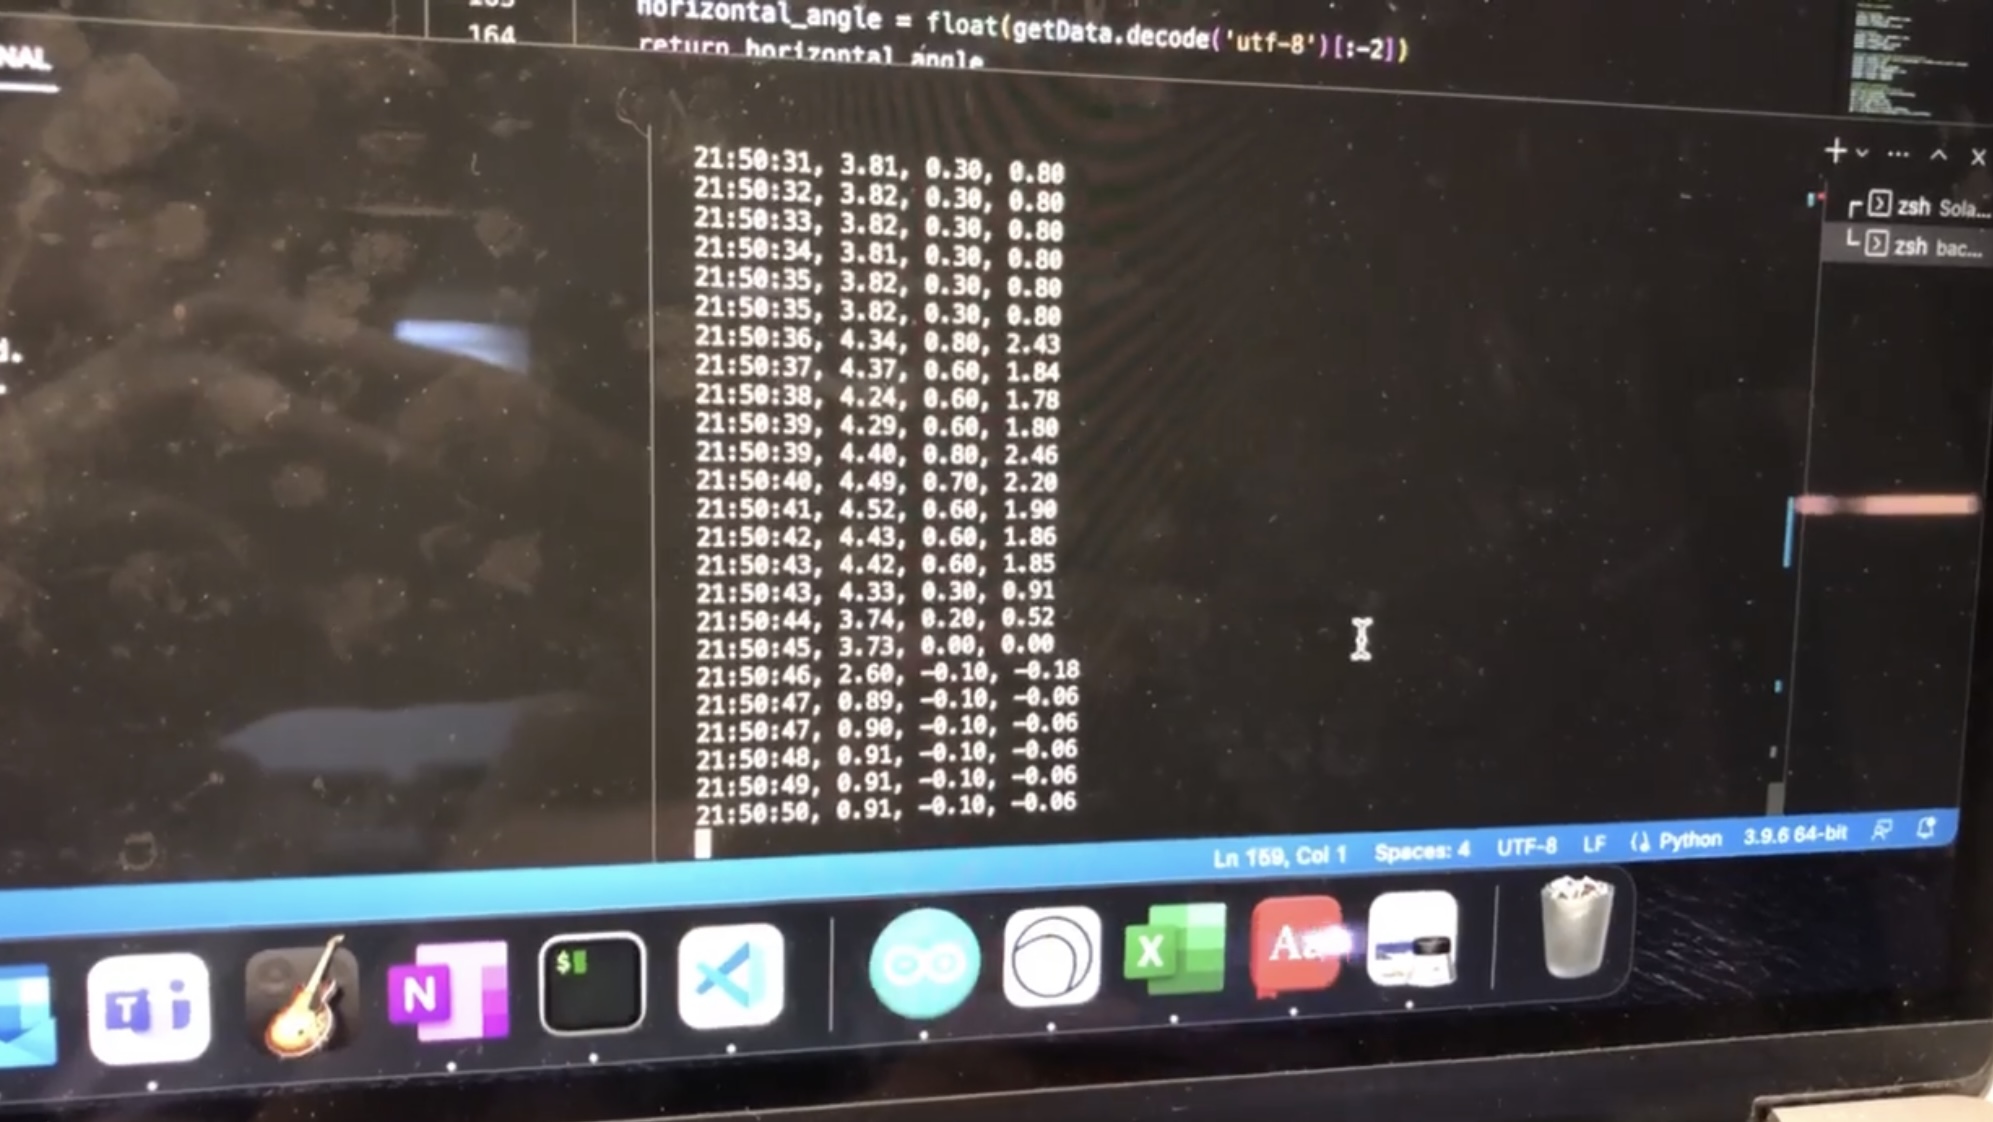 164
horizontal_angle = float(getData.decode('utf-8')[:-2])
return horizontal_angle
NAL
d.
21:50:31, 3.81, 0.30, 0.80
21:50:32, 3.82, 0.30, 0.80
21:50:33, 3.82, 0.30, 0.80
21:50:34, 3.81, 0.30, 0.80
21:50:35, 3.82, 0.30, 0.80
21:50:35, 3.82, 0.30, 0.80
21:50:36, 4.34, 0.80, 2.43
21:50:37, 4.37, 0.60, 1.84
21:50:38, 4.24, 0.60, 1.78
21:50:39, 4.29, 0.60, 1.80
21:50:39, 4.40, 0.80, 2.46
21:50:40, 4.49, 0.70, 2.20
21:50:41, 4.52, 0.60, 1.90
21:50:42, 4.43, 0.60, 1.86
21:50:43, 4.42, 0.60, 1.85
21:50:43, 4.33, 0.30, 0.91
21:50:44, 3.74, 0.20, 0.52
21:50:45, 3.73, 0.00, 0.00
21:50:46, 2.60, -0.10, -0.18
21:50:47, 0.89, -0.10, -0.06
21:50:47, 0.90, -0.10, -0.06
21:50:48, 0.91, -0.10, -0.06
21:50:49, 0.91, -0.10, -0.06
21:50:50, 0.91, -0.10, -0.06
zsh Sola...
zsh bac...
Ln 159, Col 1 Spaces: 4 UTF-8 LF Python 3.9.6 64-bit
T
N
$
X
Aa